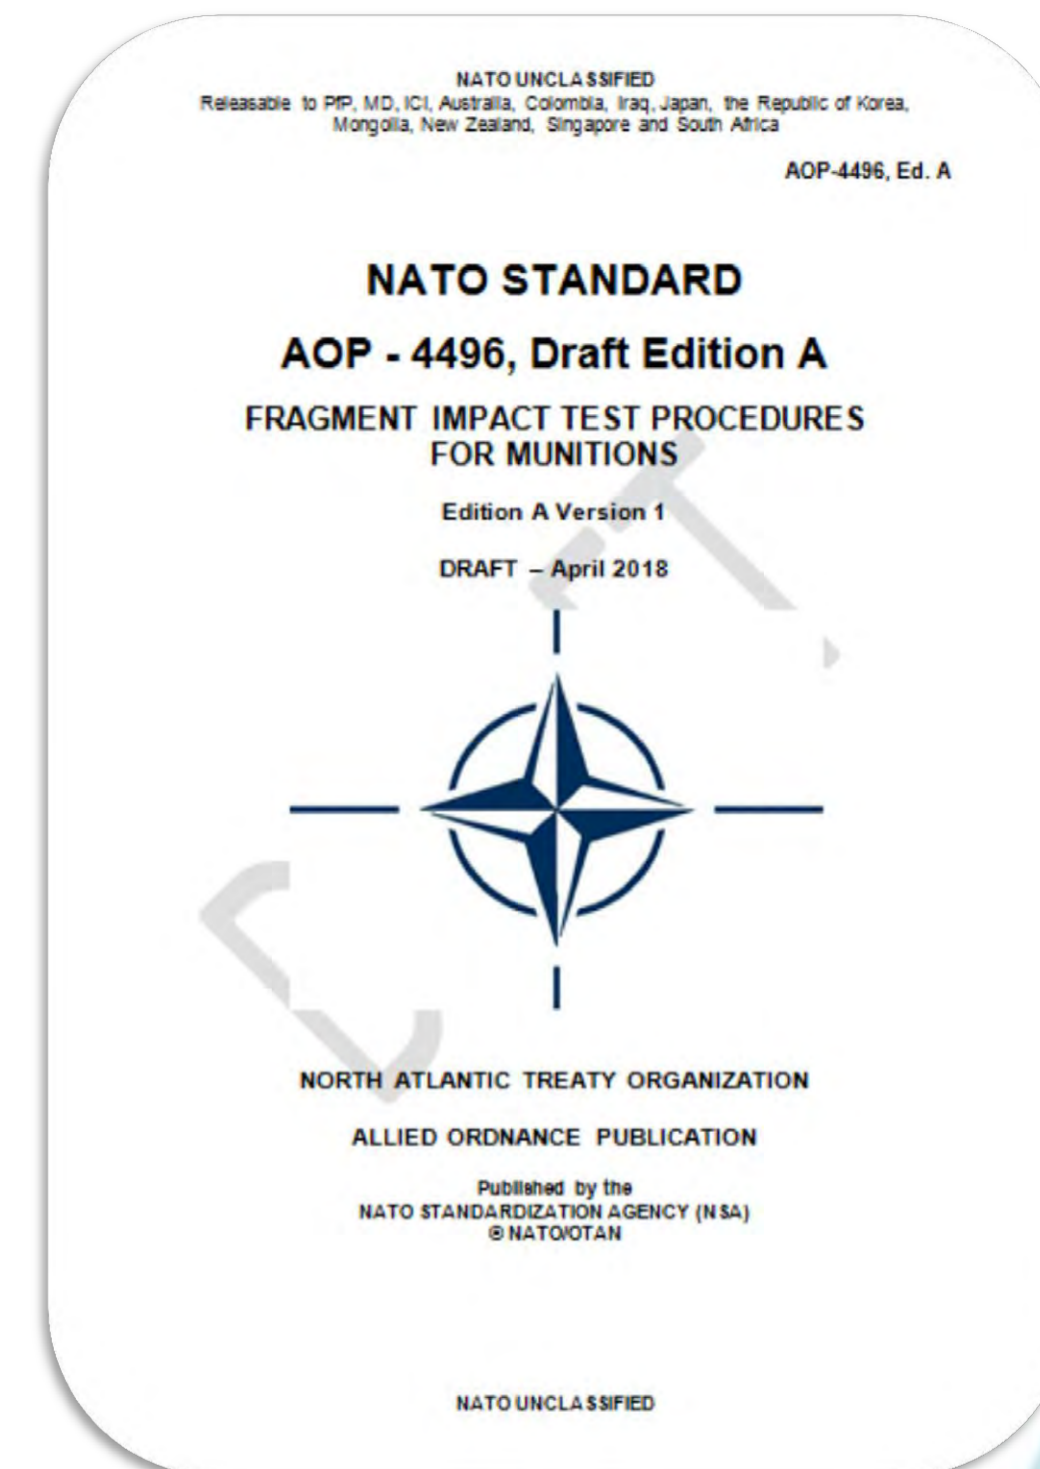 NATO UNCLASSIFIED
Releasable to PfP, MD, ICI, Australia, Colombia, Iraq, Japan, the Republic of Korea,
Mongolia, New Zealand, Singapore and South Africa
AOP-4496, Ed. A
NATO STANDARD
AOP - 4496, Draft Edition A
FRAGMENT IMPACT TEST PROCEDURES
FOR MUNITIONS
Edition A Version 1
DRAFT – April 2018
NORTH ATLANTIC TREATY ORGANIZATION
ALLIED ORDNANCE PUBLICATION
Published by the
NATO STANDARDIZATION AGENCY (NSA)
© NATO/OTAN
NATO UNCLASSIFIED